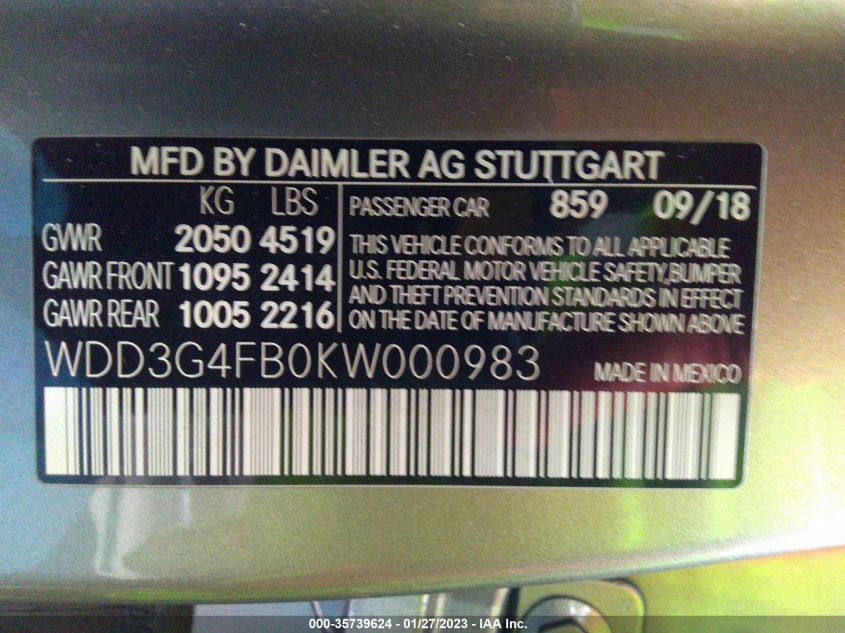 MFD BY DAIMLER AG STUTTGART
KG LBS
GVWR 2050 4519
GAWR FRONT 1095 2414
GAWR REAR 1005 2216
PASSENGER CAR 859 09/18
THIS VEHICLE CONFORMS TO ALL APPLICABLE
U.S. FEDERAL MOTOR VEHICLE SAFETY,BUMPER
AND THEFT PREVENTION STANDARDS IN EFFECT
ON THE DATE OF MANUFACTURE SHOWN ABOVE
WDD3G4FB0KW000983 MADE IN MEXICO
000-35739624 - 01/27/2023 - IAA Inc.